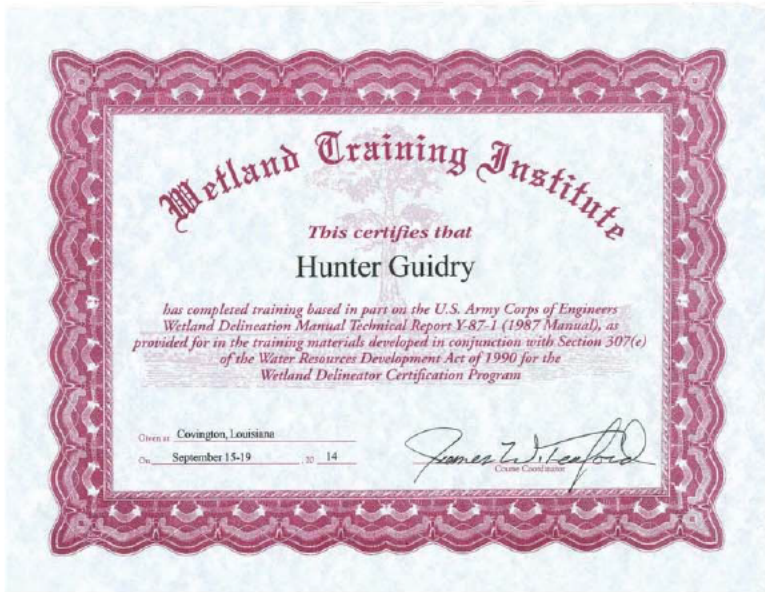 Wetland Training Institute
This certifies that
Hunter Guidry
has completed training based in part on the U.S. Army Corps of Engineers
Wetland Delineation Manual Technical Report Y-87-1 (1987 Manual), as
provided for in the training materials developed in conjunction with Section 307(e)
of the Water Resources Development Act of 1990 for the
Wetland Delineator Certification Program
Given at Covington, Louisiana
On September 15-19 20 14
James W. Teaford
Course Coordinator